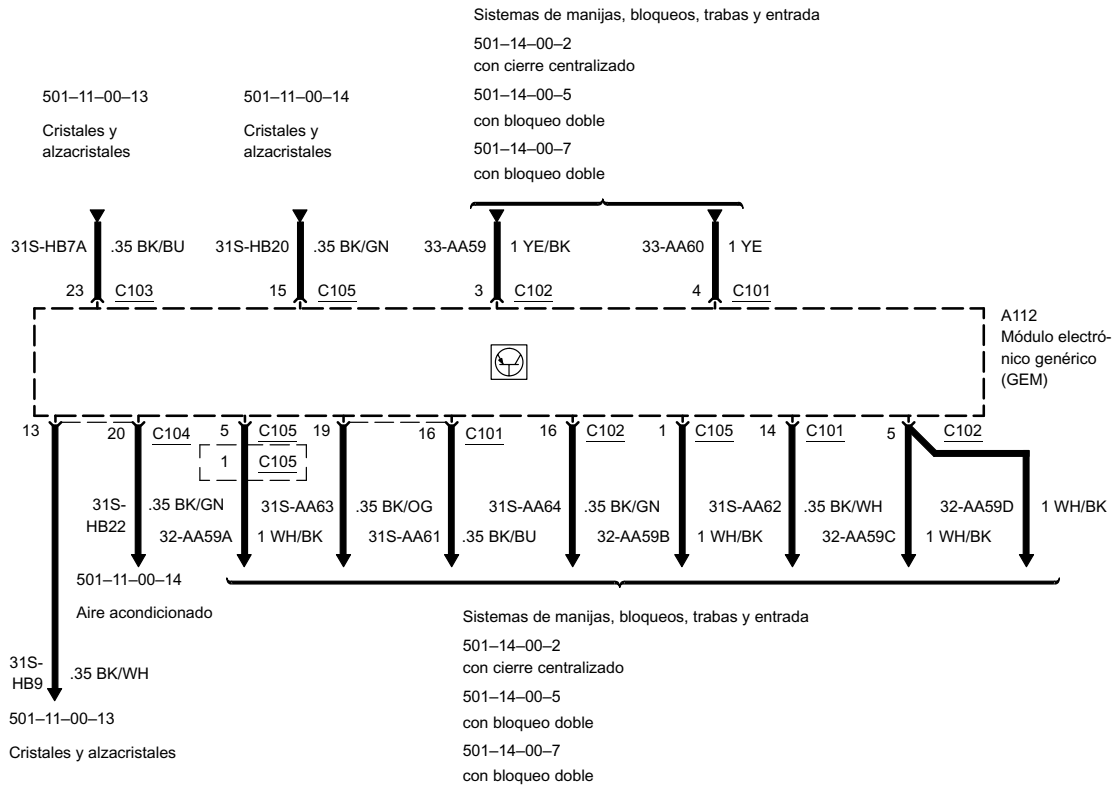 Sistemas de manijas, bloqueos, trabas y entrada
501–14–00–2
con cierre centralizado
501–11–00–13
501–11–00–14
501–14–00–5
con bloqueo doble
Cristales y
alzacristales
Cristales y
alzacristales
501–14–00–7
con bloqueo doble
31S-HB7A .35 BK/BU 31S-HB20 .35 BK/GN 33-AA59 1 YE/BK 33-AA60 1 YE
23 C103 15 C105 3 C102 4 C101
A112
Módulo electró-
nico genérico
(GEM)
13 20 C104 5 C105 19 16 C101 16 C102 1 C105 14 C101 5 C102
1 C105
31S-
HB22
.35 BK/GN 31S-AA63 .35 BK/OG 31S-AA64 .35 BK/GN 31S-AA62 .35 BK/WH 32-AA59D 1 WH/BK
32-AA59A 1 WH/BK 31S-AA61 .35 BK/BU 32-AA59B 1 WH/BK 32-AA59C 1 WH/BK
501–11–00–14
Aire acondicionado
Sistemas de manijas, bloqueos, trabas y entrada
501–14–00–2
con cierre centralizado
31S-
HB9
.35 BK/WH
501–14–00–5
con bloqueo doble
501–11–00–13
Cristales y alzacristales
501–14–00–7
con bloqueo doble